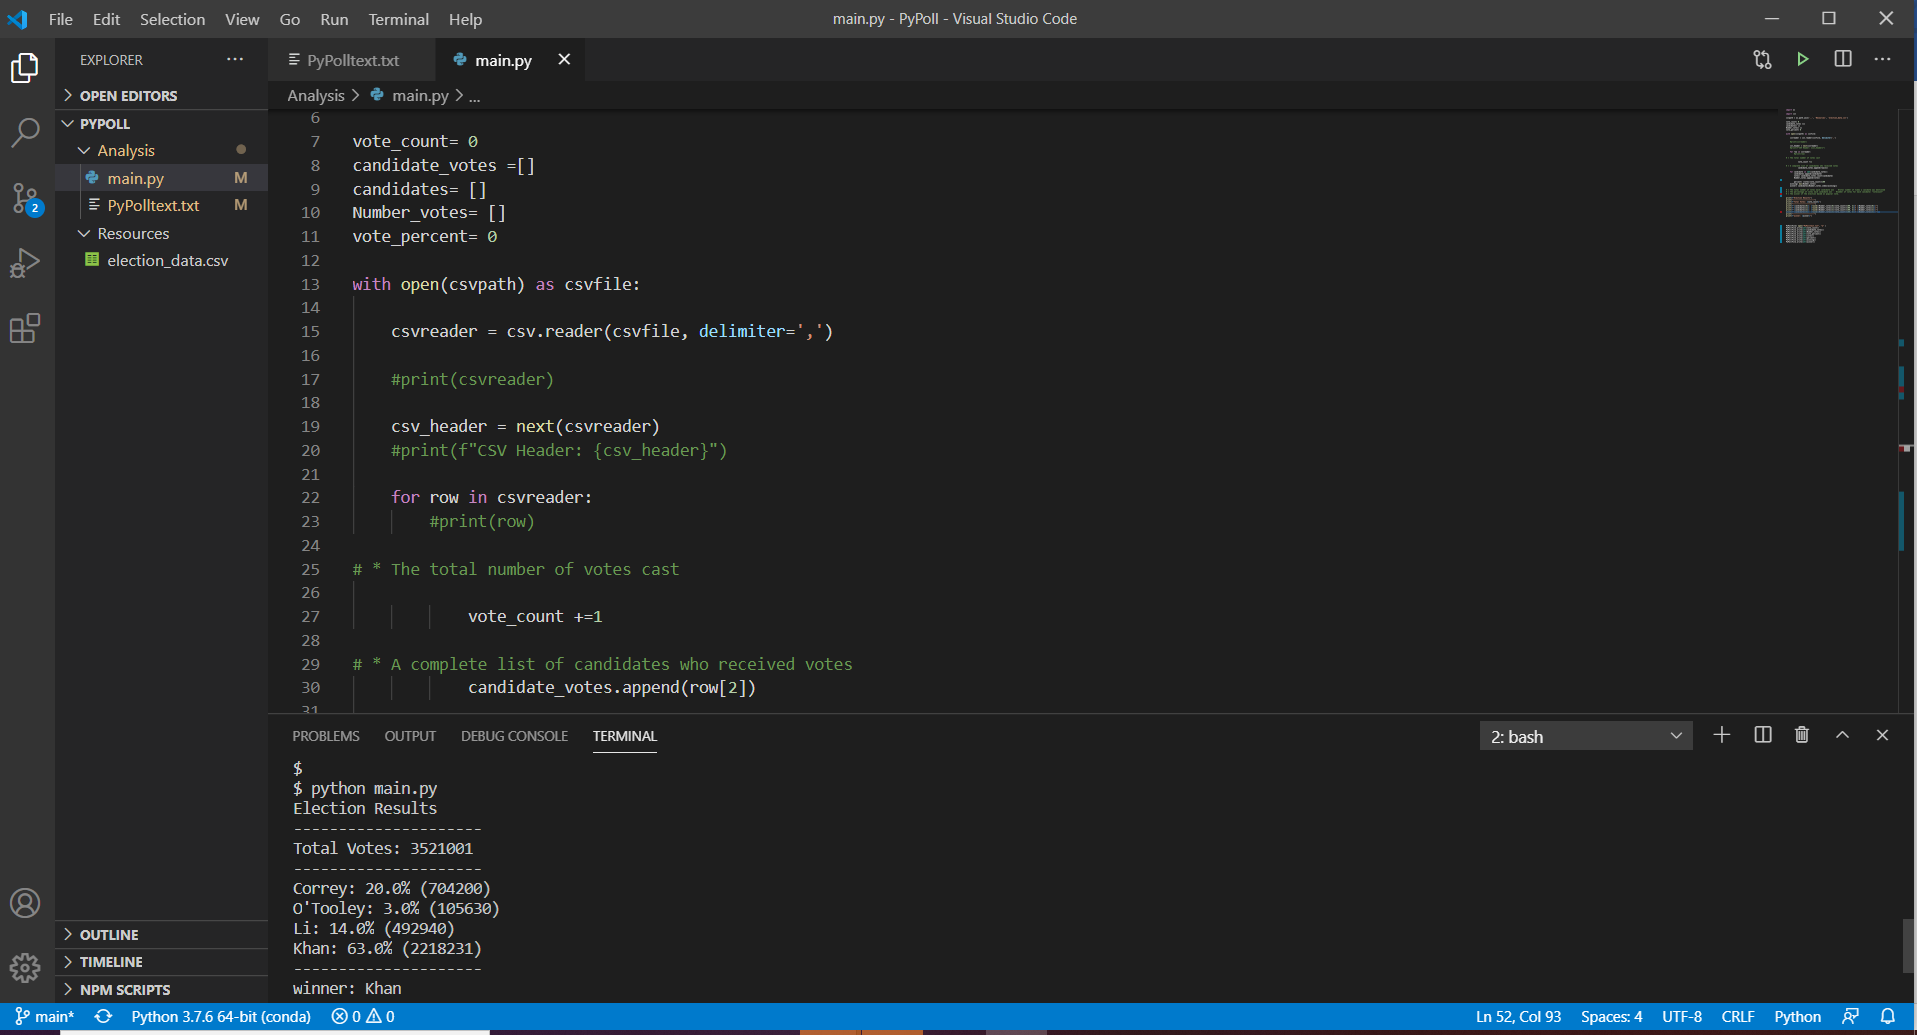 File Edit Selection View Go Run Terminal Help
main.py - PyPoll - Visual Studio Code
EXPLORER
OPEN EDITORS
PYPOLL
Analysis
main.py M
PyPolltext.txt M
Resources
election_data.csv
OUTLINE
TIMELINE
NPM SCRIPTS
2
PyPolltext.txt
main.py
Analysis > main.py > ...
6
7 vote_count= 0
8 candidate_votes =[]
9 candidates= []
10 Number_votes= []
11 vote_percent= 0
12
13 with open(csvpath) as csvfile:
14
15 csvreader = csv.reader(csvfile, delimiter=',')
16
17 #print(csvreader)
18
19 csv_header = next(csvreader)
20 #print(f"CSV Header: {csv_header}")
21
22 for row in csvreader:
23 #print(row)
24
25 # * The total number of votes cast
26
27 vote_count +=1
28
29 # * A complete list of candidates who received votes
30 candidate_votes.append(row[2])
31
PROBLEMS OUTPUT DEBUG CONSOLE TERMINAL
2: bash
$
$ python main.py
Election Results
---------------------
Total Votes: 3521001
---------------------
Correy: 20.0% (704200)
O'Tooley: 3.0% (105630)
Li: 14.0% (492940)
Khan: 63.0% (2218231)
---------------------
winner: Khan
main* Python 3.7.6 64-bit (conda) 0 0
Ln 52, Col 93 Spaces: 4 UTF-8 CRLF Python